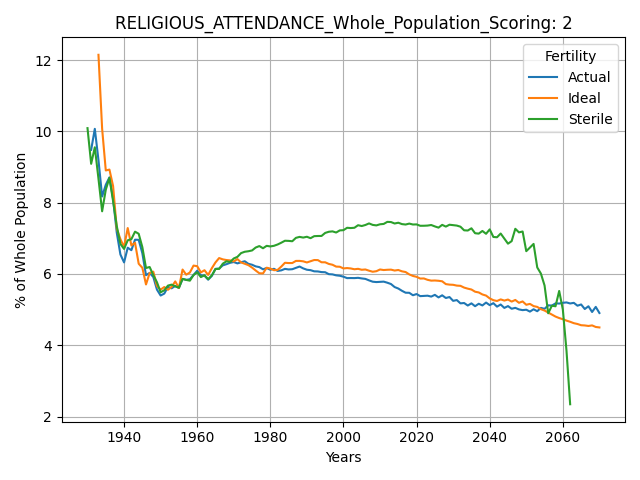 RELIGIOUS_ATTENDANCE_Whole_Population_Scoring: 2
Fertility
Actual
Ideal
Sterile
% of Whole Population
12
10
8
6
4
2
1940 1960 1980 2000 2020 2040 2060
Years